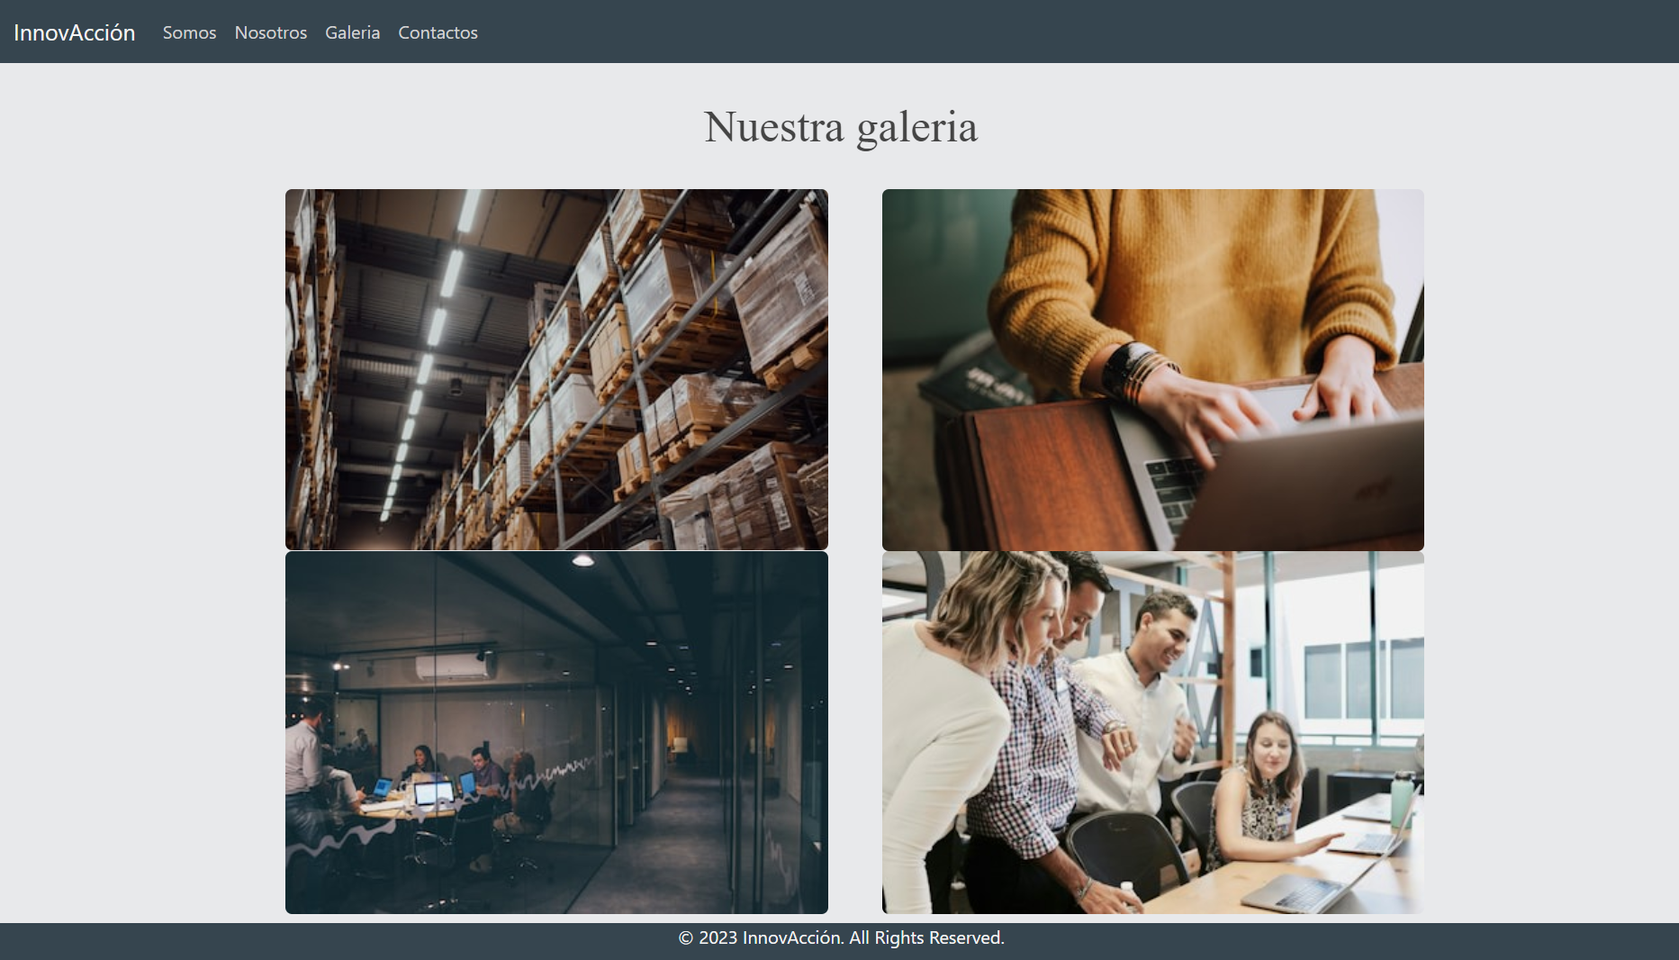 InnovAcción Somos Nosotros Galeria Contactos
Nuestra galeria
© 2023 InnovAcción. All Rights Reserved.